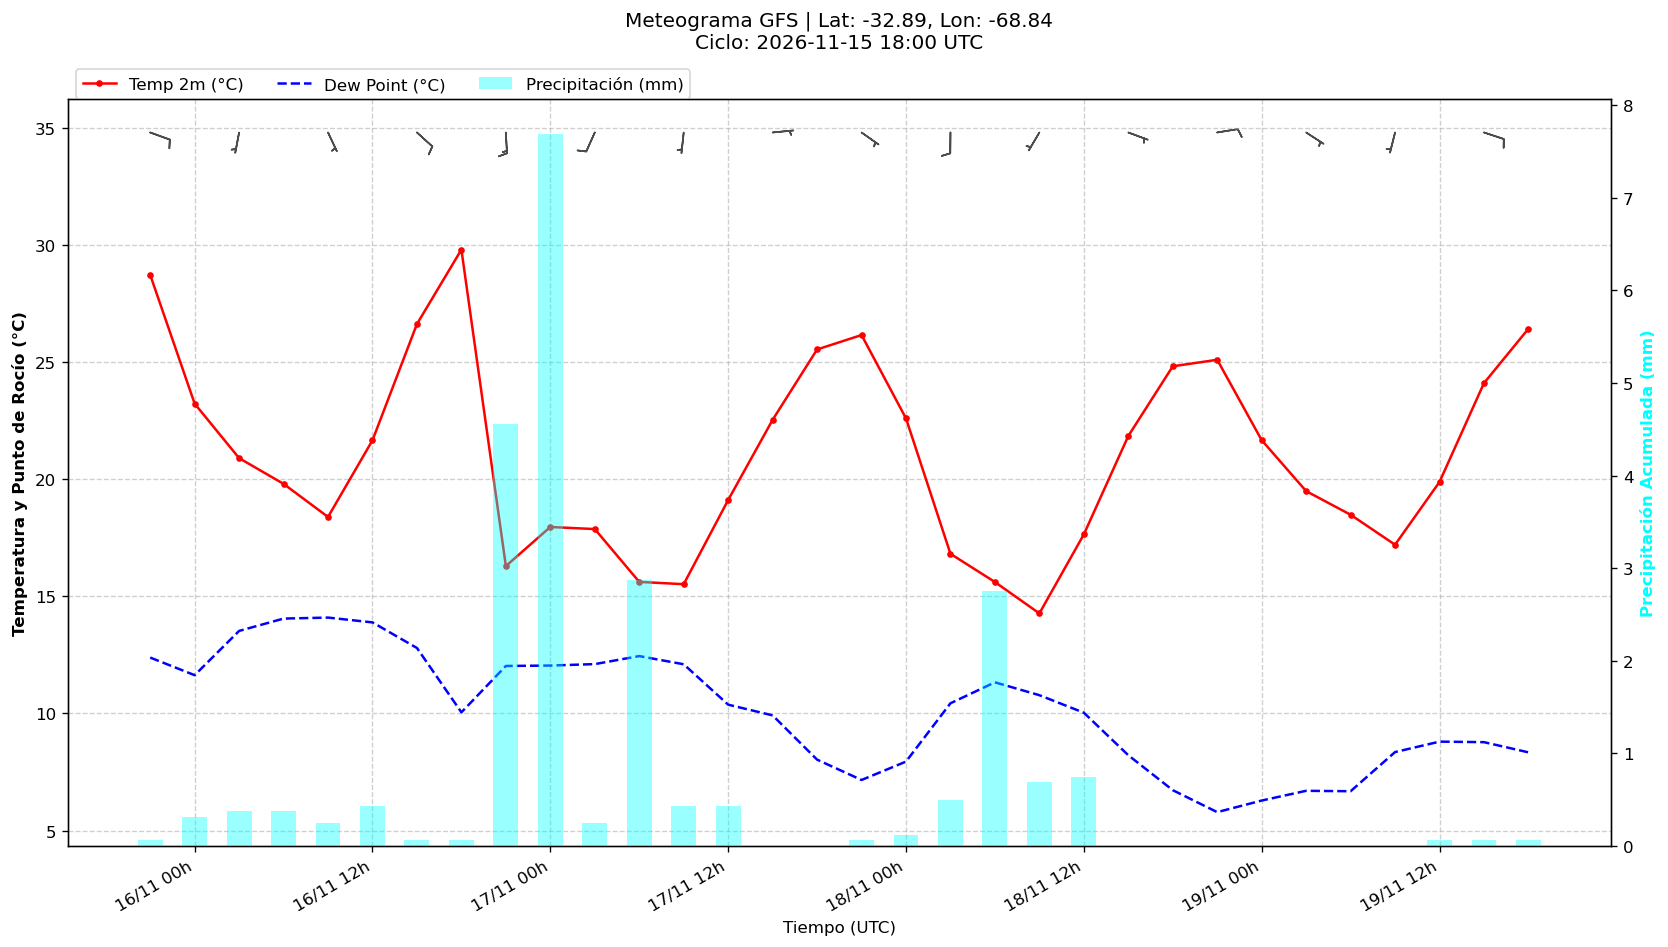 Meteograma GFS | Lat: -32.89, Lon: -68.84
Ciclo: 2026-11-15 18:00 UTC
Temp 2m (°C)
Dew Point (°C)
Precipitación (mm)
Temperatura y Punto de Rocío (°C)
35
30
25
20
15
10
5
8
7
6
5
4
3
2
1
0
Precipitación Acumulada (mm)
16/11 00h
16/11 12h
17/11 00h
17/11 12h
18/11 00h
18/11 12h
19/11 00h
19/11 12h
Tiempo (UTC)